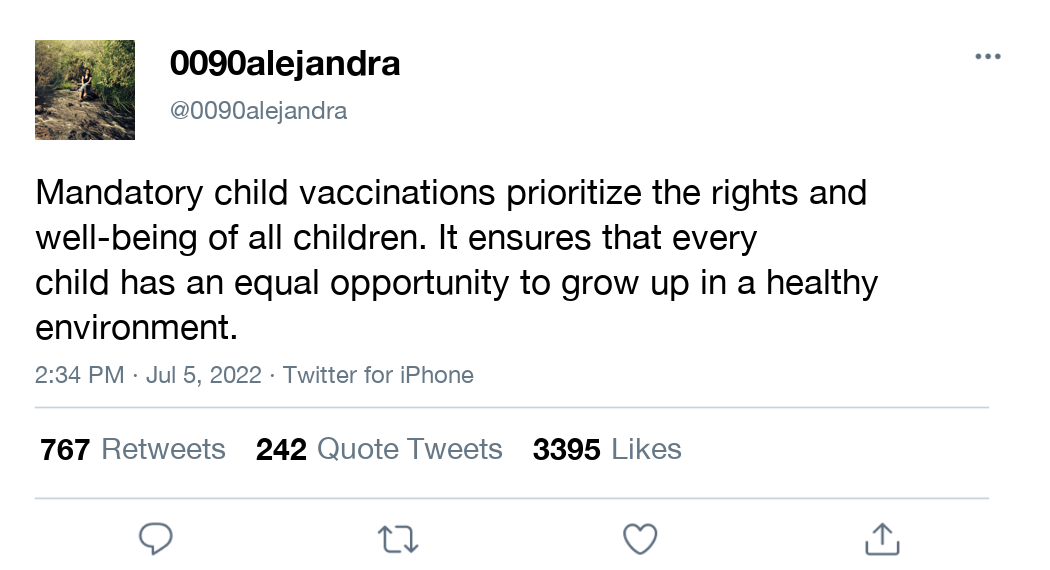 0090alejandra
@0090alejandra
Mandatory child vaccinations prioritize the rights and
well-being of all children. It ensures that every
child has an equal opportunity to grow up in a healthy
environment.
2:34 PM · Jul 5, 2022 · Twitter for iPhone
767 Retweets 242 Quote Tweets 3395 Likes